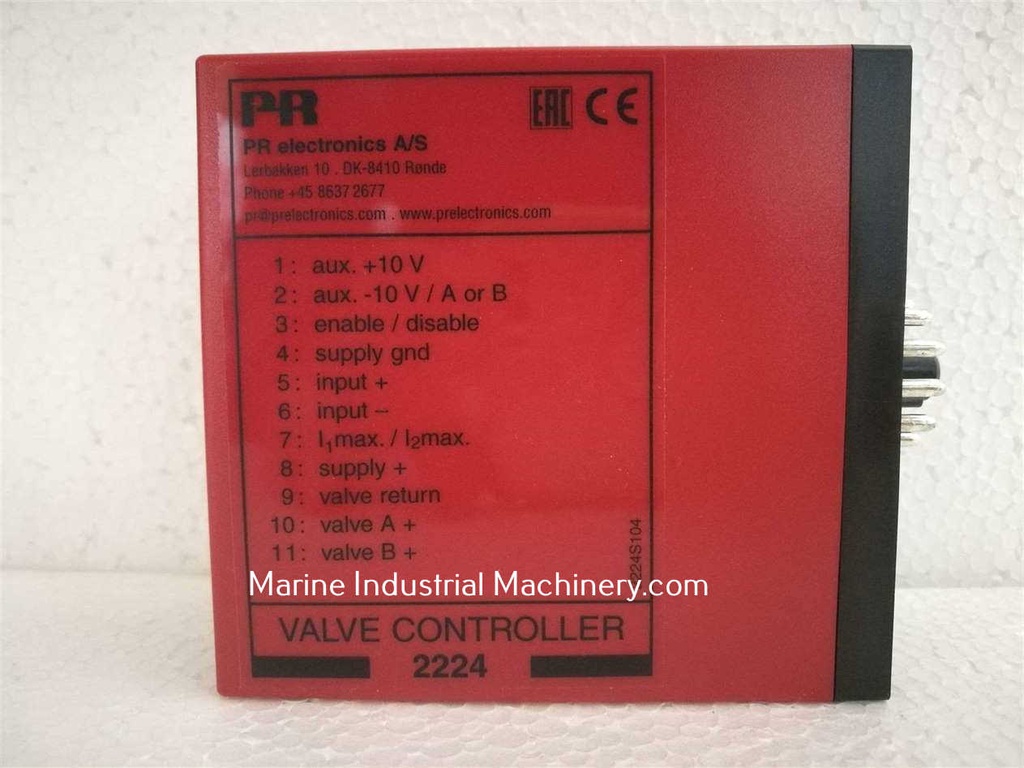 PR
EAC CE
PR electronics A/S
Lerbakken 10 . DK-8410 Rønde
Phone +45 8637 2677
pr@prelectronics.com . www.prelectronics.com
1: aux. +10 V
2: aux. -10 V / A or B
3: enable / disable
4: supply gnd
5: input +
6: input –
7: I1max. / I2max.
8: supply +
9: valve return
10: valve A +
11: valve B +
224S104
Marine Industrial Machinery.com
VALVE CONTROLLER
2224